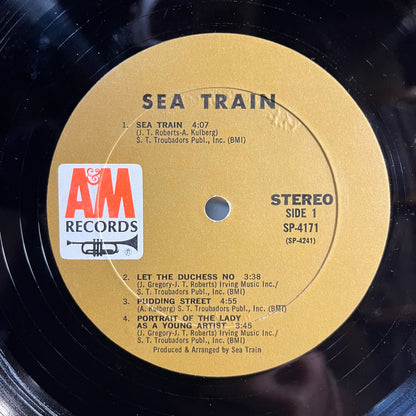 SEA TRAIN
1. SEA TRAIN 4:07
(J. T. Roberts-A. Kulberg)
S. T. Troubadors Publ., Inc. (BMI)
A&M
RECORDS
STEREO
SIDE 1
SP-4171
(SP-4241)
2. LET THE DUCHESS NO 3:38
(J. Gregory-J. T. Roberts) Irving Music Inc./
S. T. Troubadors Publ., Inc. (BMI)
3. PUDDING STREET 4:55
(A. Kulberg) S. T. Troubadors Publ., Inc. (BMI)
4. PORTRAIT OF THE LADY
AS A YOUNG ARTIST 3:45
(J. Gregory-J. T. Roberts) Irving Music Inc./
S. T. Troubadors Publ., Inc. (BMI)
Produced & Arranged by Sea Train